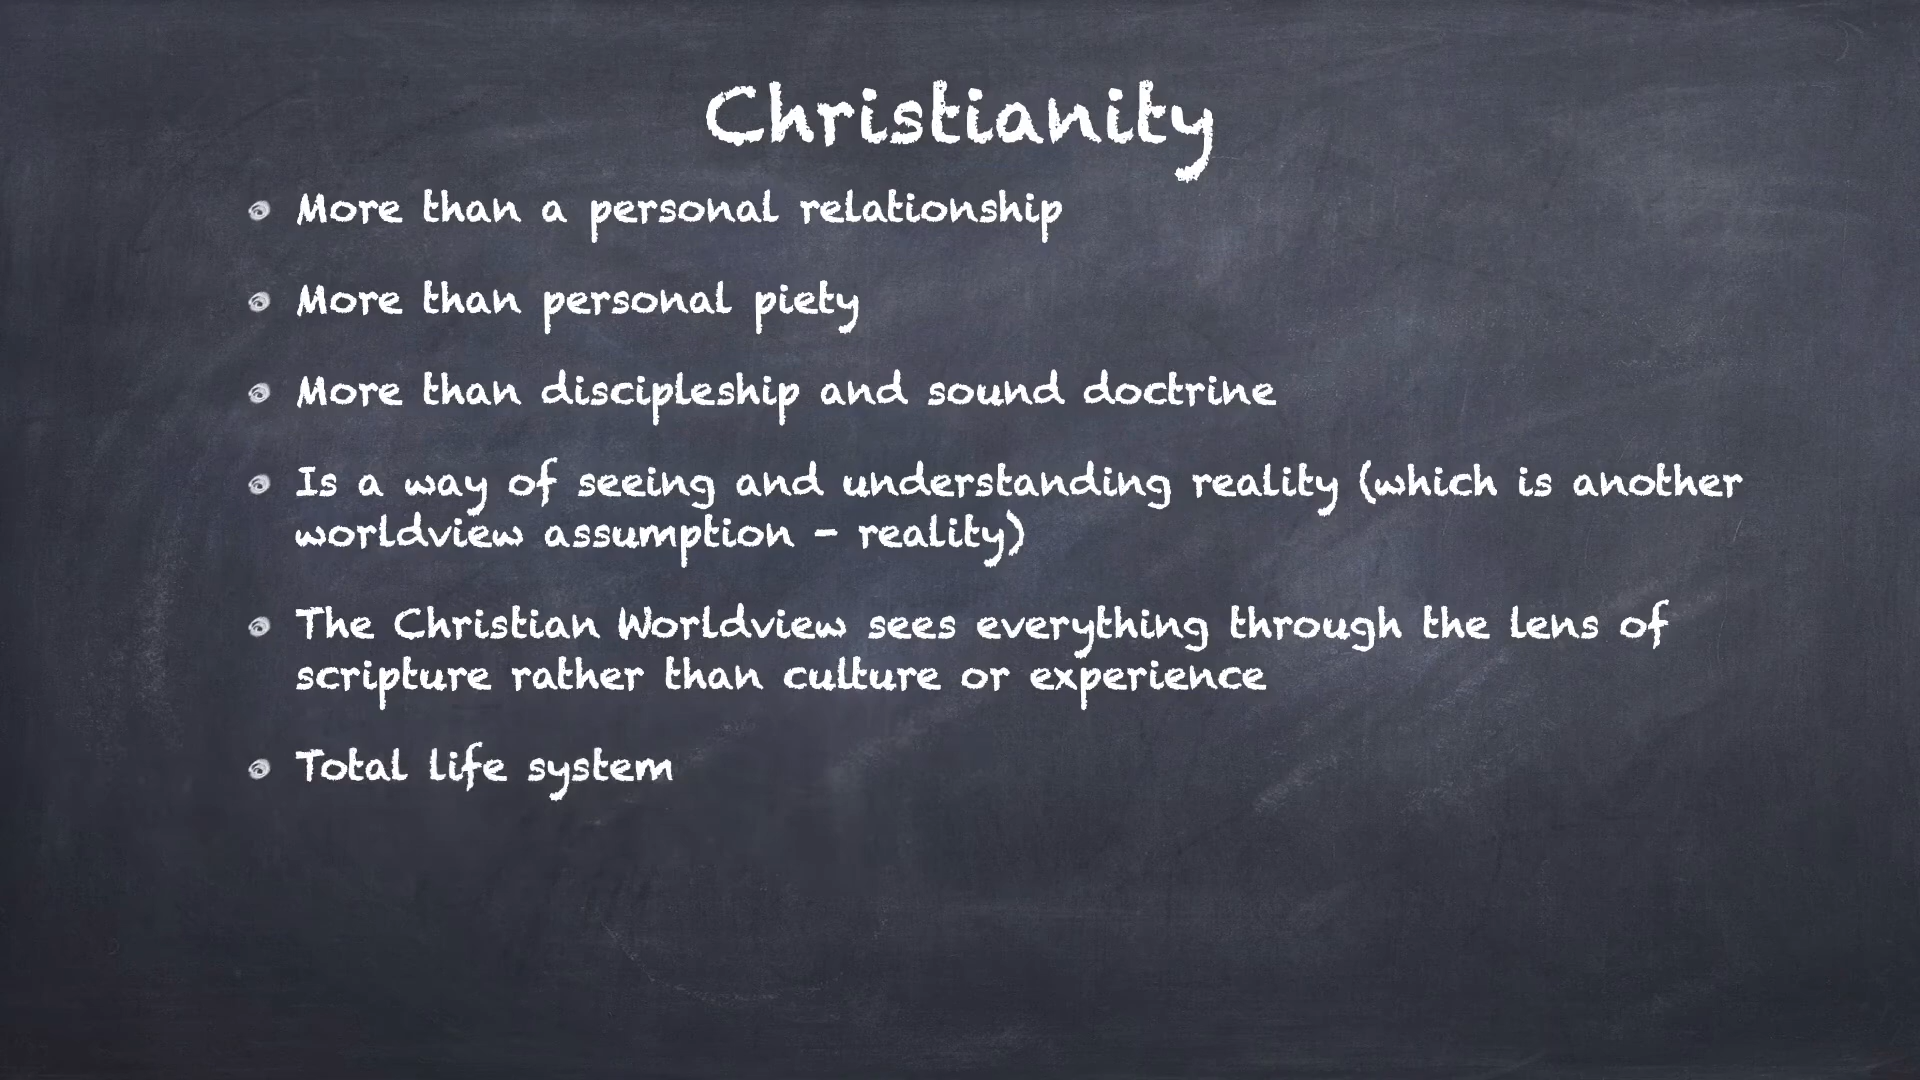 Christianity
More than a personal relationship
More than personal piety
More than discipleship and sound doctrine
Is a way of seeing and understanding reality (which is another
worldview assumption - reality)
The Christian Worldview sees everything through the lens of
scripture rather than culture or experience
Total life system